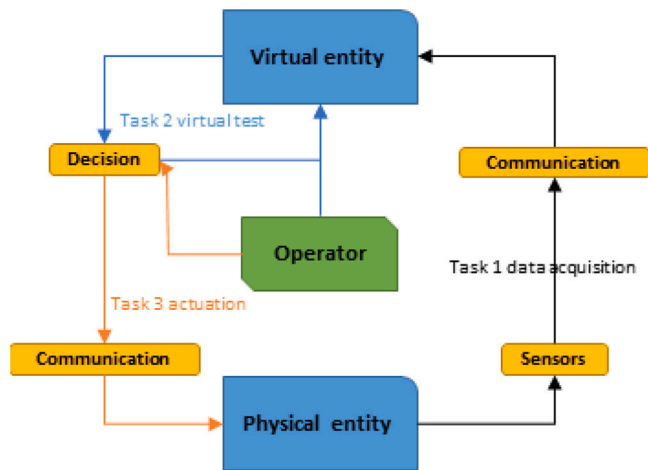 Virtual entity
Task 2 virtual test
Decision
Communication
Operator
Task 1 data acquisition
Task 3 actuation
Communication
Sensors
Physical entity